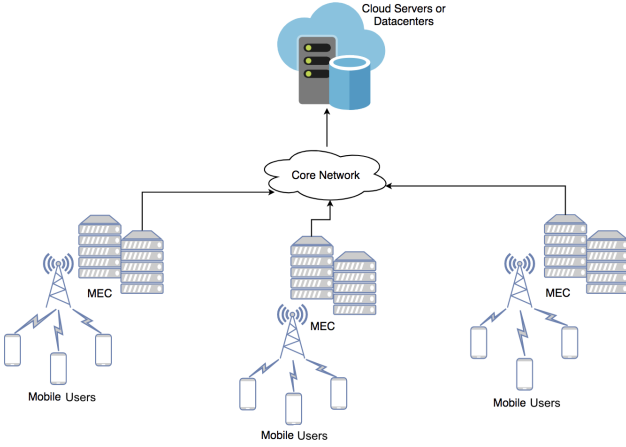 Cloud Servers or
Datacenters
Core Network
MEC
MEC
MEC
Mobile Users
Mobile Users
Mobile Users